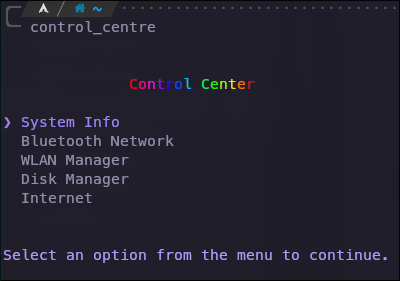 ~
control_centre
Control Center
❯ System Info
Bluetooth Network
WLAN Manager
Disk Manager
Internet
Select an option from the menu to continue.